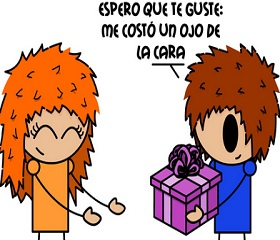 ESPERO QUE TE GUSTE:
ME COSTÓ UN OJO DE
LA CARA